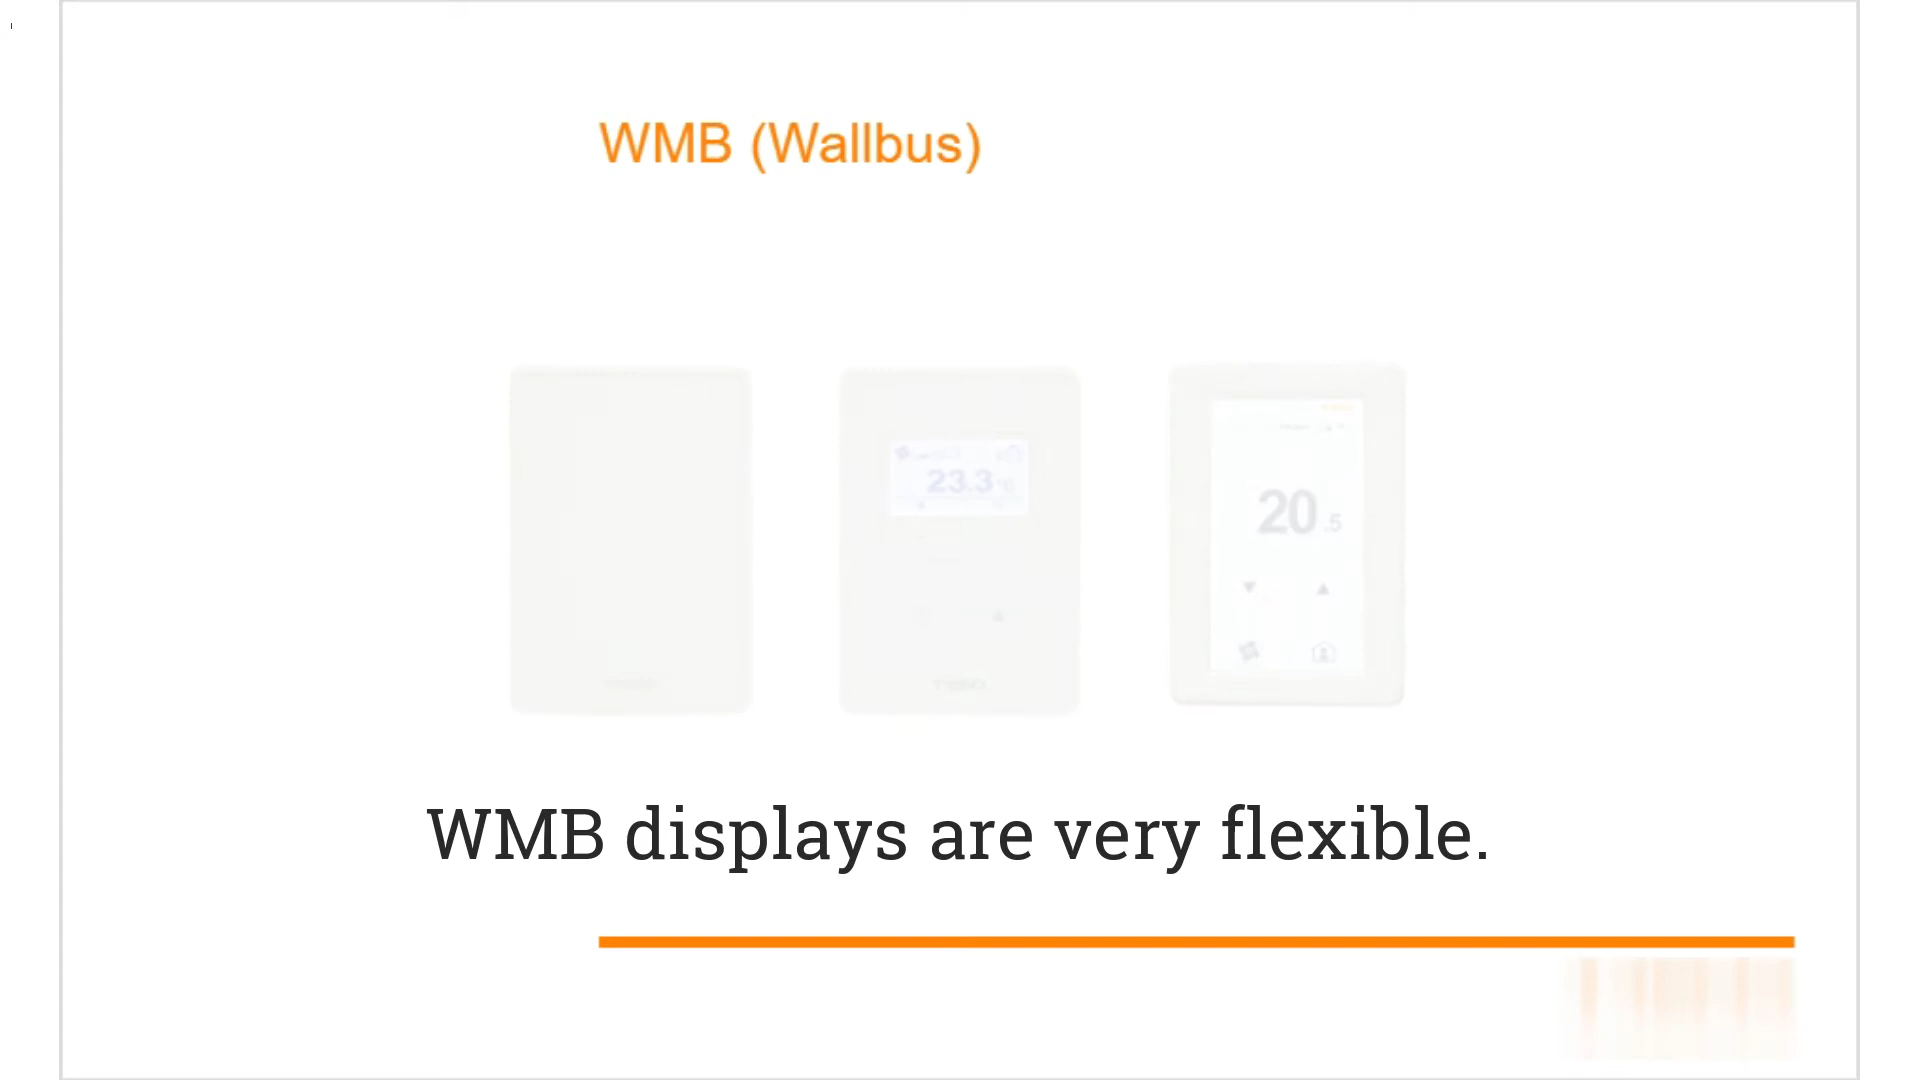 WMB (Wallbus)
23.3 °C
20.5
WMB displays are very flexible.